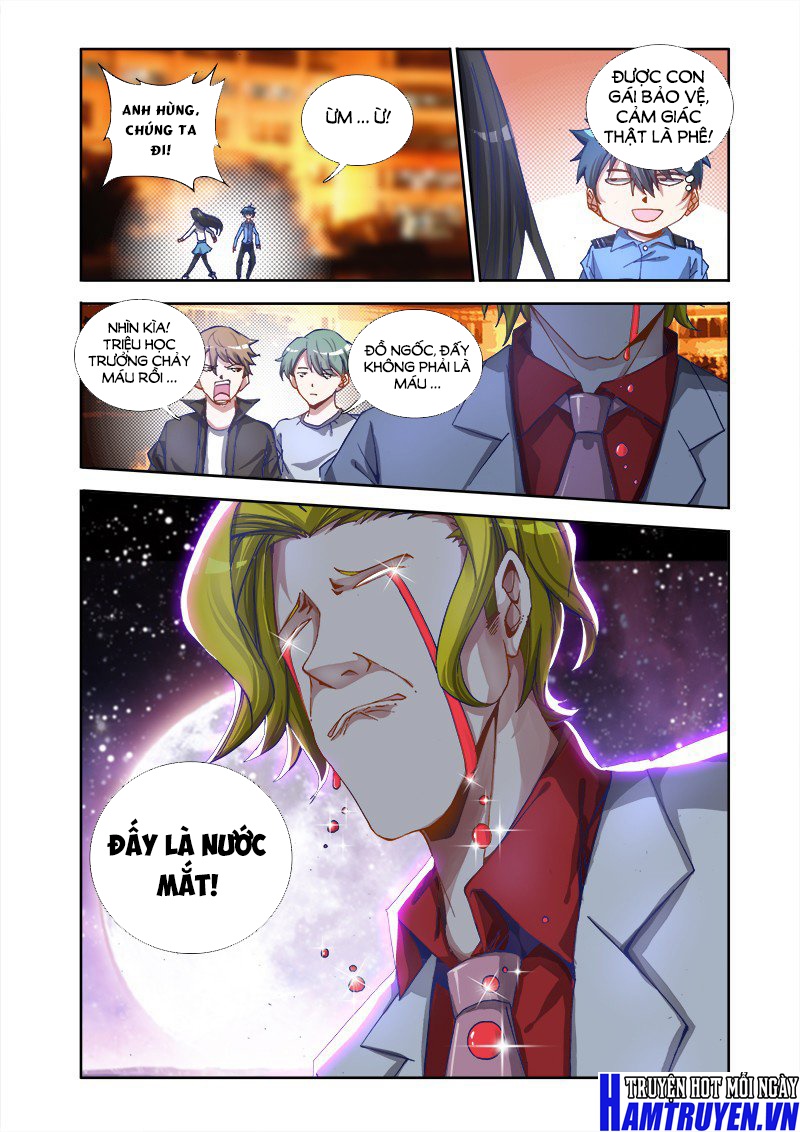 ANH HÙNG,
CHÚNG TA
ĐI!
ỪM ... Ừ!
ĐƯỢC CON
GÁI BẢO VỆ,
CẢM GIÁC
THẬT LÀ PHÊ!
NHÌN KÌA!
TRIỆU HỌC
TRƯỞNG CHẢY
MÁU RỒI ...
ĐỒ NGỐC, ĐẤY
KHÔNG PHẢI LÀ
MÁU ...
ĐẤY LÀ NƯỚC
MẮT!
TRUYỆN HOT MỖI NGÀY
HAMTRUYEN.VN